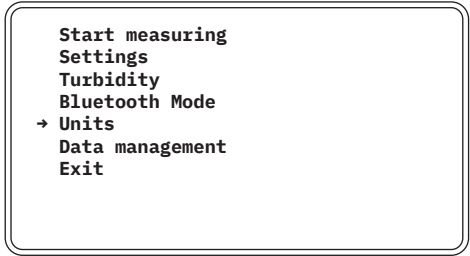 Start measuring
Settings
Turbidity
Bluetooth Mode
→ Units
Data management
Exit